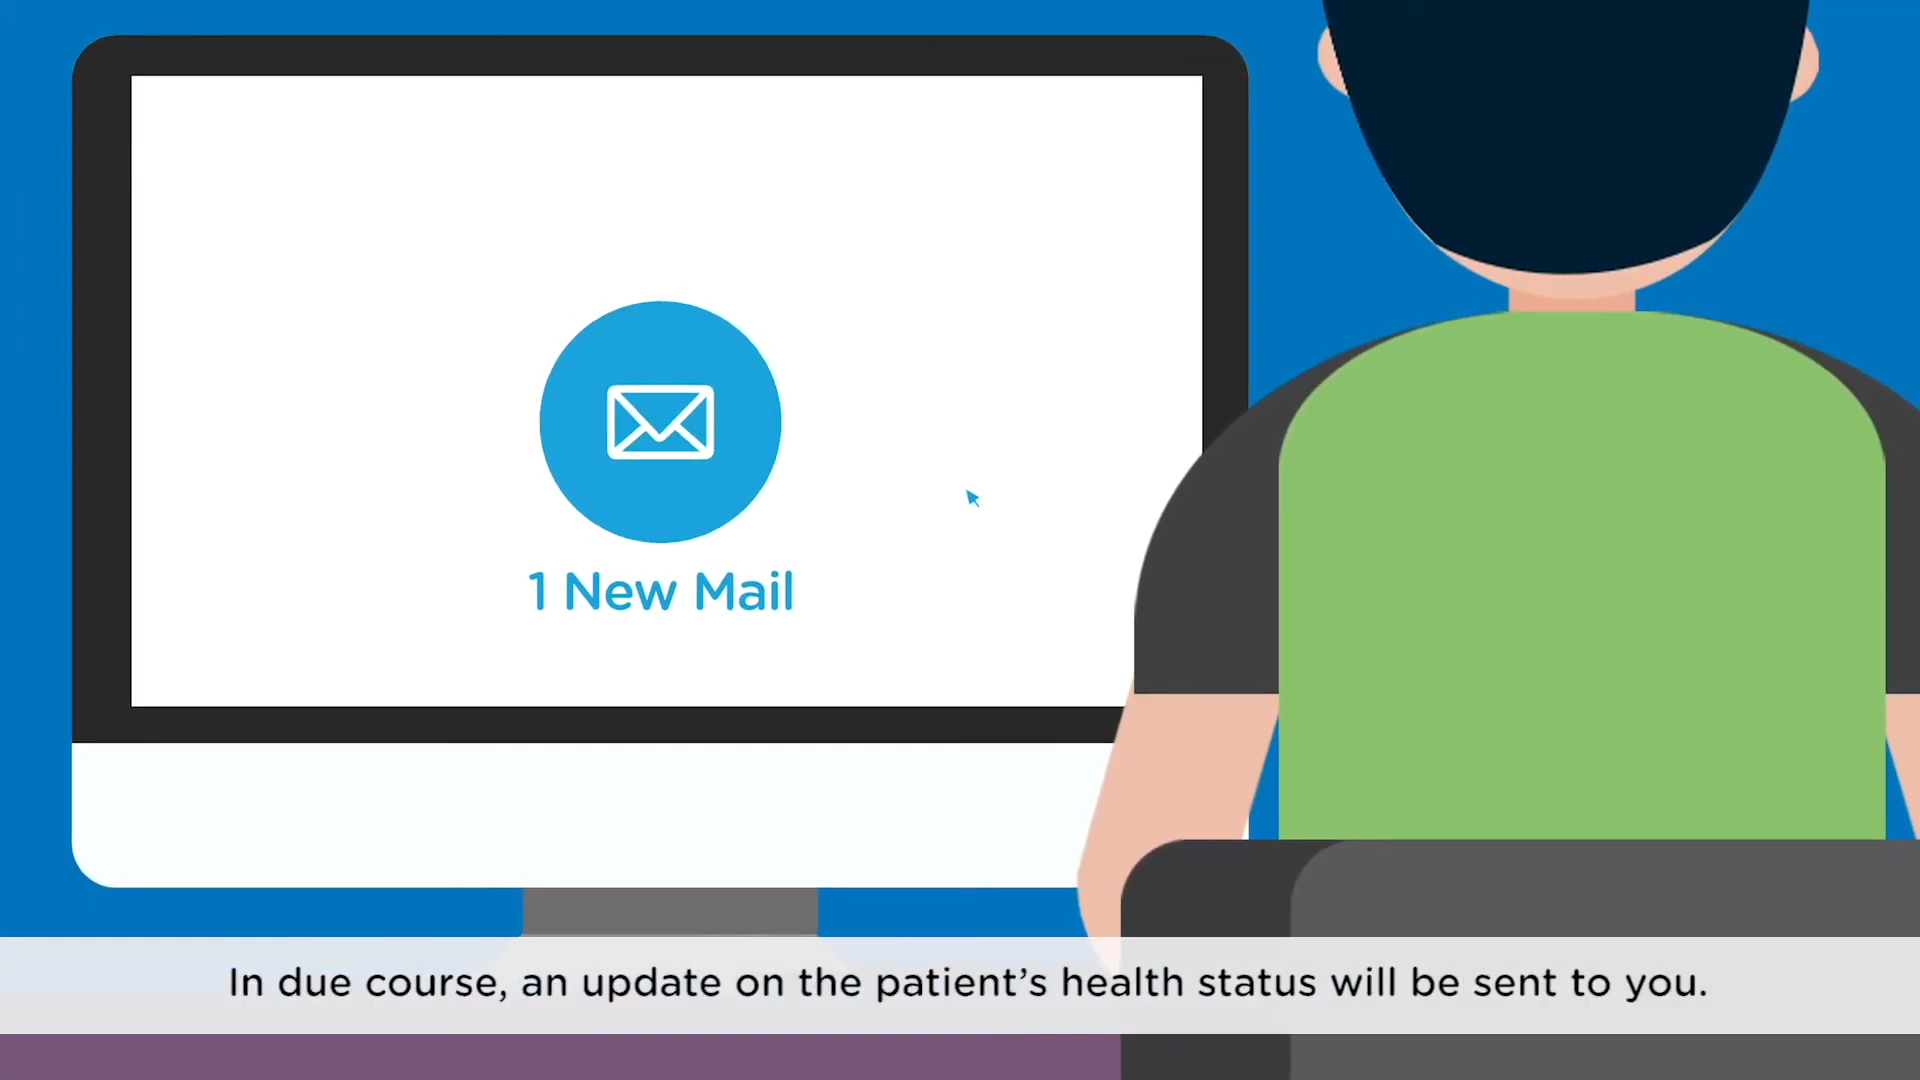 1 New Mail
In due course, an update on the patient’s health status will be sent to you.